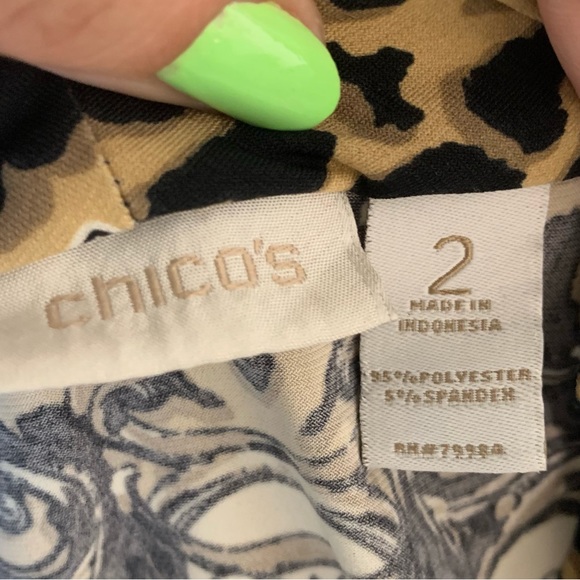 chico's
2
MADE IN
INDONESIA
95%POLYESTER
5%SPANDEX
RN#79984